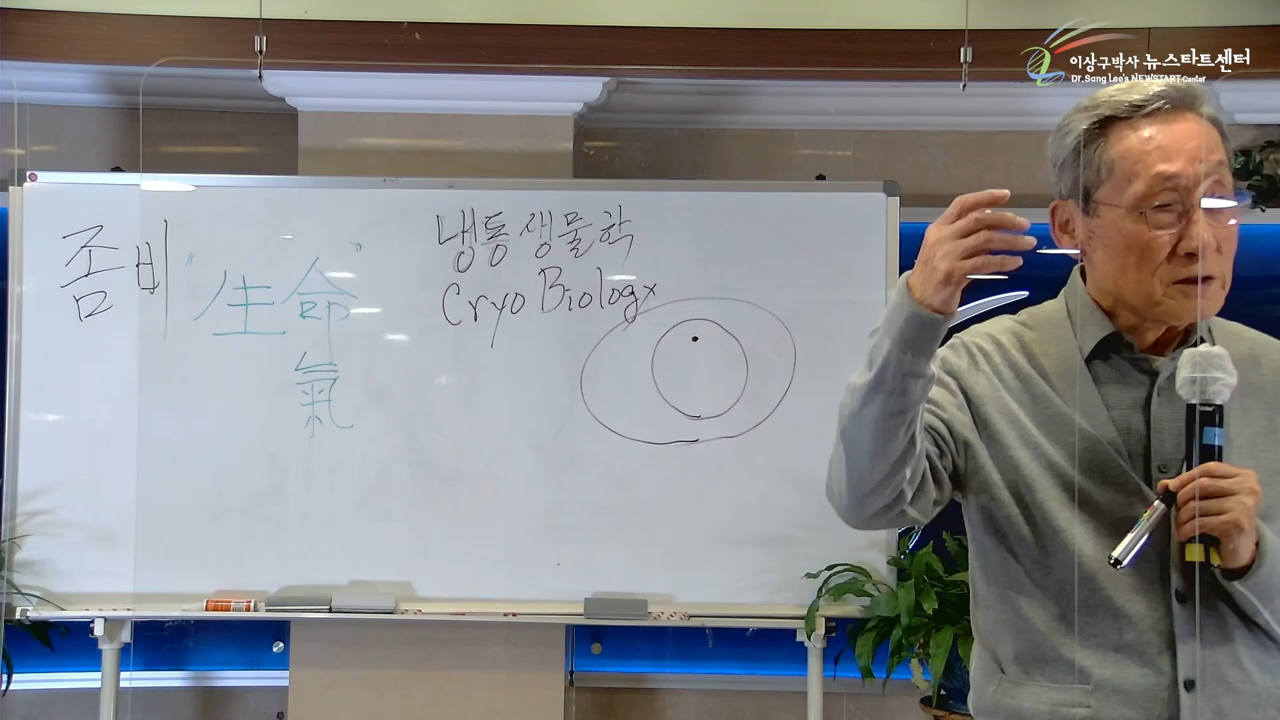 이상구박사 뉴스타트센터
Dr. Sang Lee's NEWSTART Center
좀비 "生命"
氣
냉동생물학
Cryo Biology